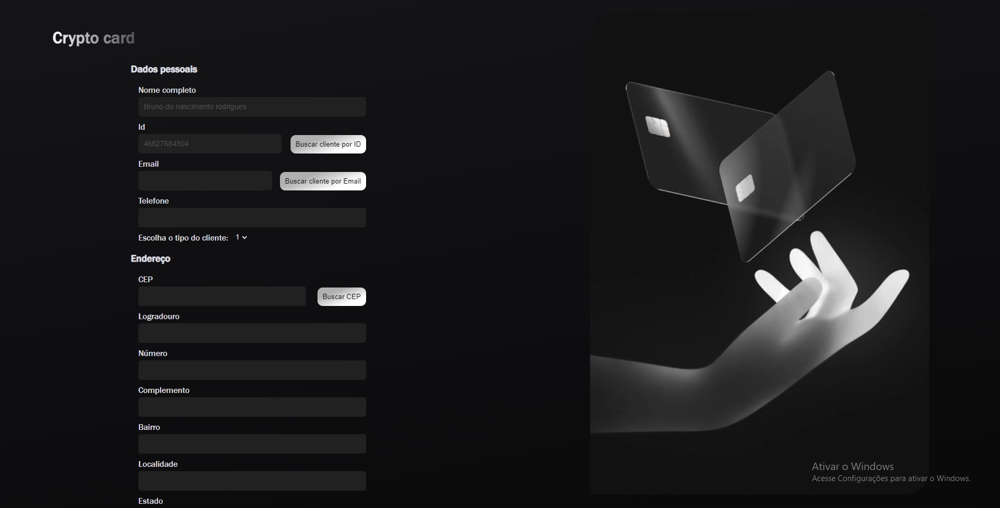 Crypto card
Dados pessoais
Nome completo
Bruno do nascimento rodrigues
Id
46827684504
Buscar cliente por ID
Email
Buscar cliente por Email
Telefone
Escolha o tipo do cliente: 1
Endereço
CEP
Buscar CEP
Logradouro
Número
Complemento
Bairro
Localidade
Estado
Ativar o Windows
Acesse Configurações para ativar o Windows.